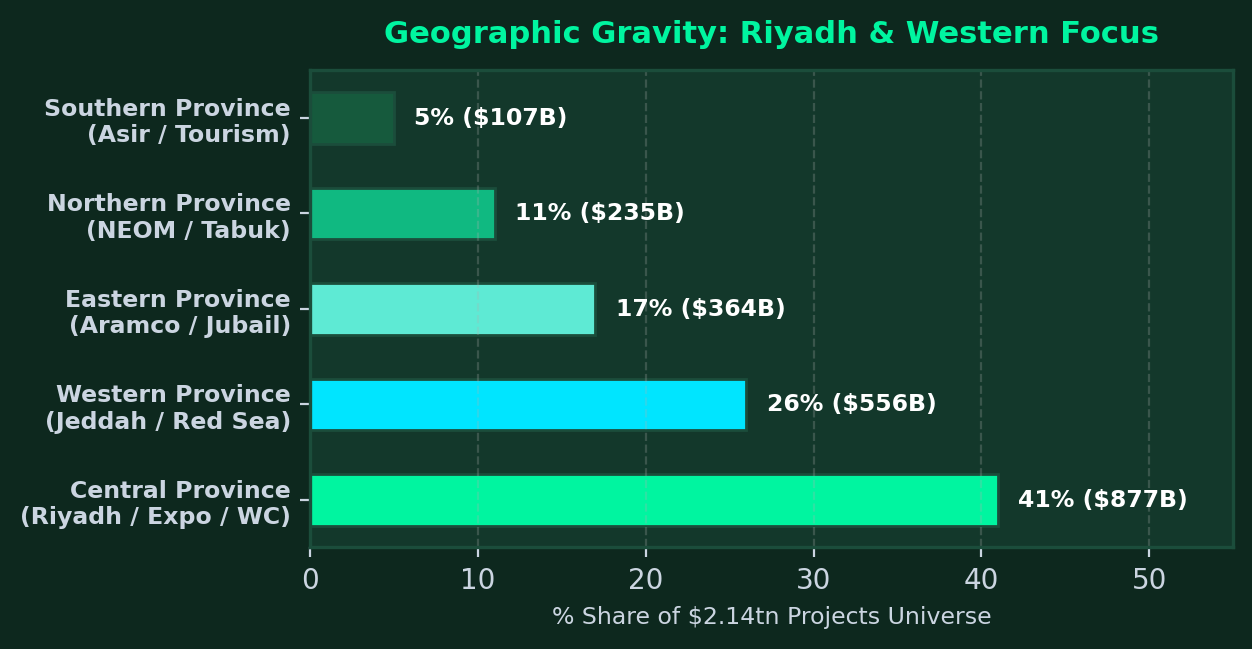 Geographic Gravity: Riyadh & Western Focus
Southern Province
(Asir / Tourism)
5% ($107B)
Northern Province
(NEOM / Tabuk)
11% ($235B)
Eastern Province
(Aramco / Jubail)
17% ($364B)
Western Province
(Jeddah / Red Sea)
26% ($556B)
Central Province
(Riyadh / Expo / WC)
41% ($877B)
0 10 20 30 40 50
% Share of $2.14tn Projects Universe